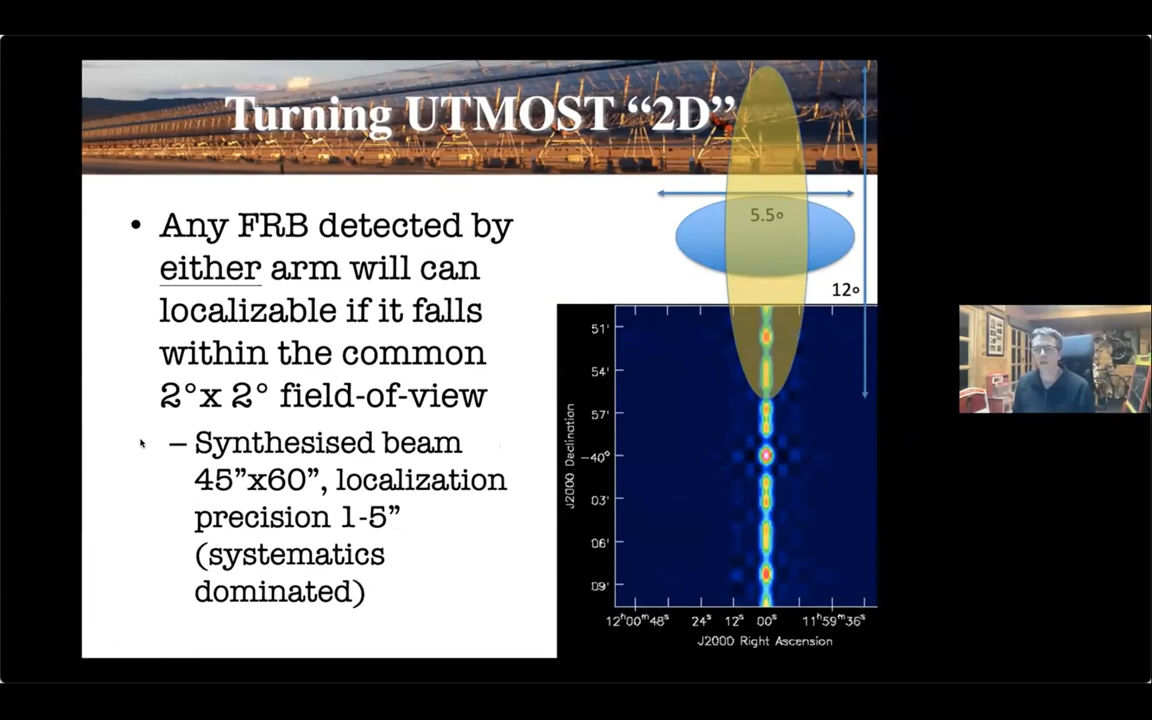 Turning UTMOST “2D”
• Any FRB detected by
either arm will can
localizable if it falls
within the common
2°x 2° field-of-view
– Synthesised beam
45”x60”, localization
precision 1-5”
(systematics
dominated)
5.5o
12o
J2000 Declination
51'
54'
57'
−40°
03'
06'
09'
12ʰ00ᵐ48ˢ 24ˢ 12ˢ 00ˢ 11ʰ59ᵐ36ˢ
J2000 Right Ascension